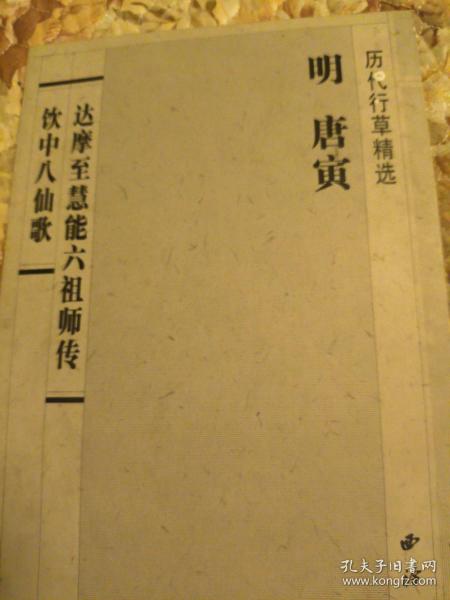 历代行草精选
明 唐寅
达摩至慧能六祖师传
饮中八仙歌
西
孔夫子旧书网
www.kongfz.com